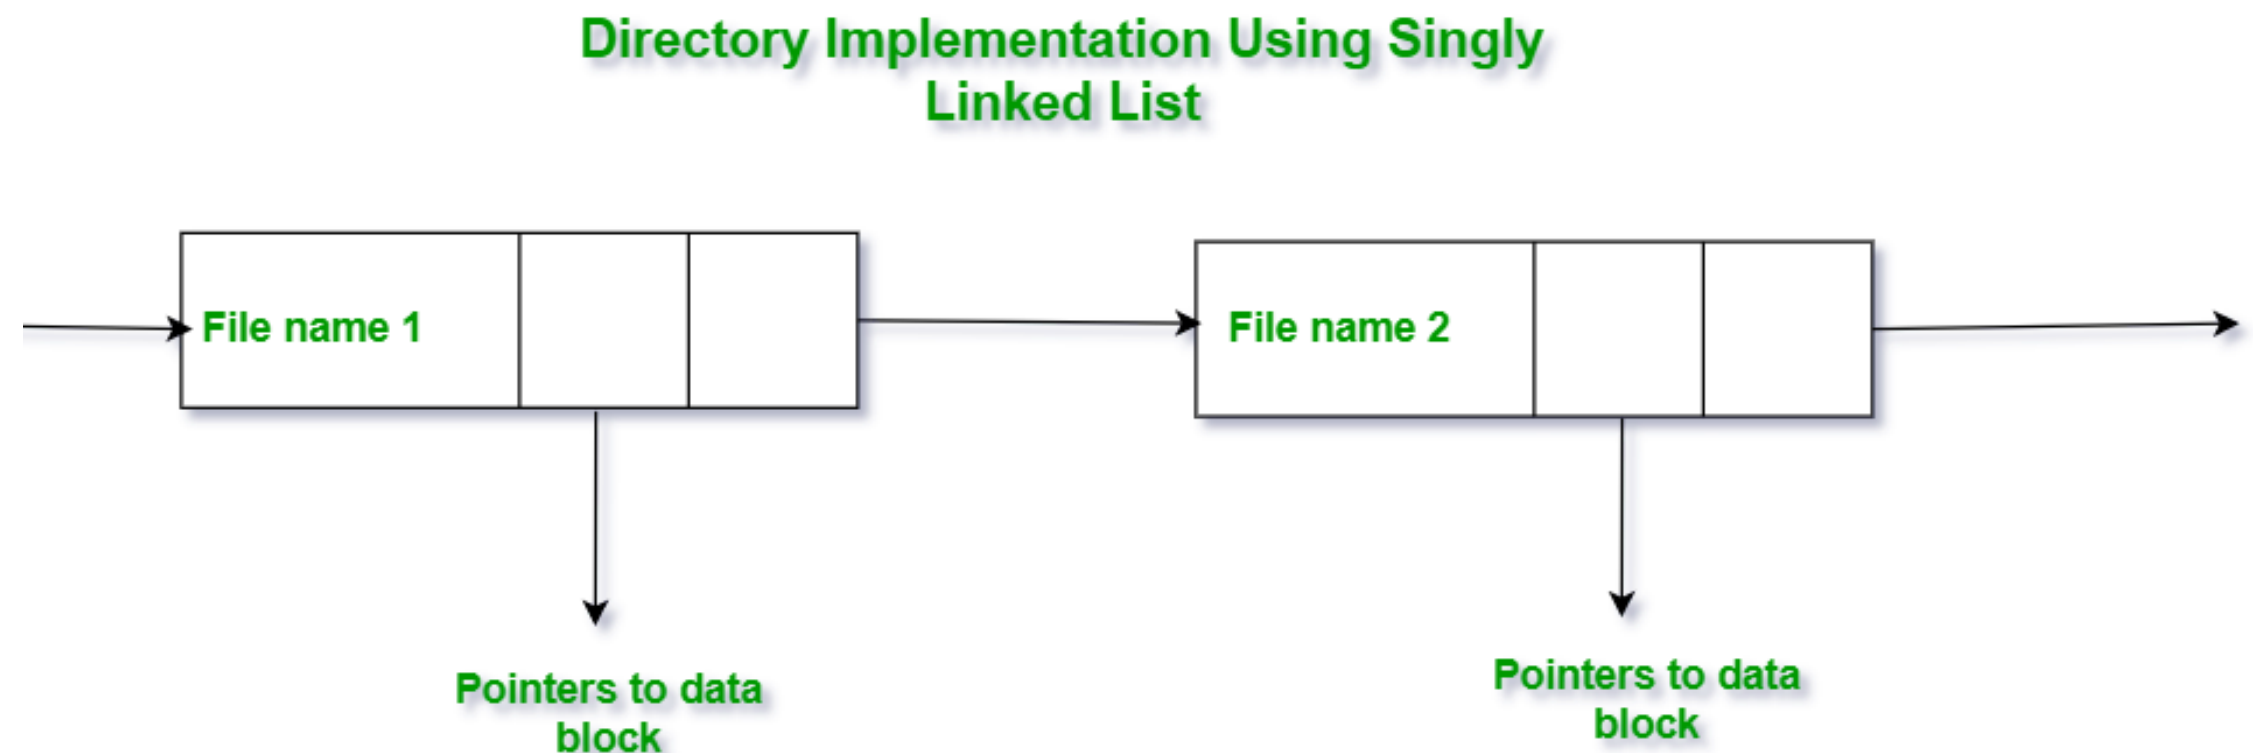 Directory Implementation Using Singly
Linked List
File name 1
File name 2
Pointers to data
block
Pointers to data
block